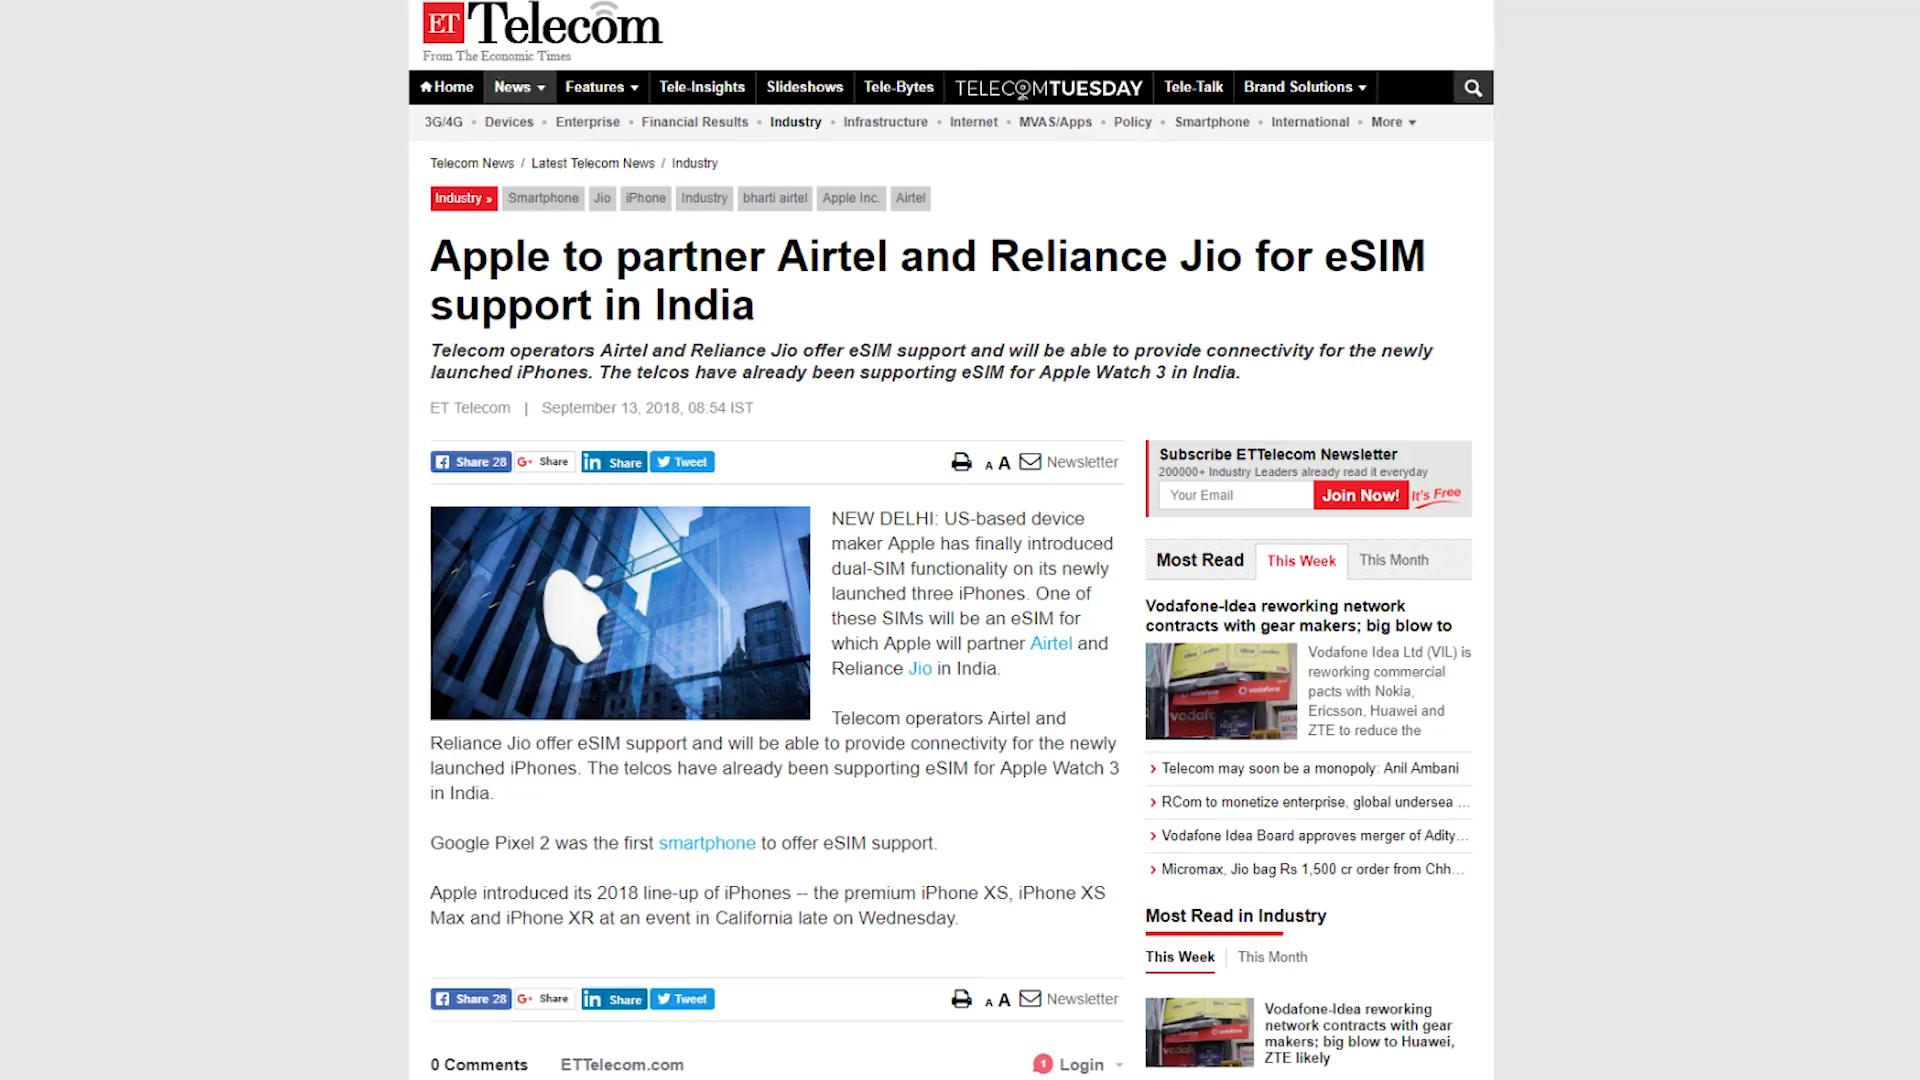 ET Telecom
From The Economic Times
Home News Features Tele-Insights Slideshows Tele-Bytes TELECOMTUESDAY Tele-Talk Brand Solutions
3G/4G • Devices • Enterprise • Financial Results • Industry • Infrastructure • Internet • MVAS/Apps • Policy • Smartphone • International • More
Telecom News / Latest Telecom News / Industry
Industry » Smartphone Jio iPhone Industry bharti airtel Apple Inc. Airtel
Apple to partner Airtel and Reliance Jio for eSIM
support in India
Telecom operators Airtel and Reliance Jio offer eSIM support and will be able to provide connectivity for the newly
launched iPhones. The telcos have already been supporting eSIM for Apple Watch 3 in India.
ET Telecom | September 13, 2018, 08:54 IST
Share 28 G+ Share in Share Tweet A A Newsletter
NEW DELHI: US-based device
maker Apple has finally introduced
dual-SIM functionality on its newly
launched three iPhones. One of
these SIMs will be an eSIM for
which Apple will partner Airtel and
Reliance Jio in India.
Telecom operators Airtel and
Reliance Jio offer eSIM support and will be able to provide connectivity for the newly
launched iPhones. The telcos have already been supporting eSIM for Apple Watch 3
in India.
Google Pixel 2 was the first smartphone to offer eSIM support.
Apple introduced its 2018 line-up of iPhones -- the premium iPhone XS, iPhone XS
Max and iPhone XR at an event in California late on Wednesday.
Share 28 G+ Share in Share Tweet A A Newsletter
0 Comments ETTelecom.com 1 Login
Subscribe ETTelecom Newsletter
200000+ Industry Leaders already read it everyday
Your Email Join Now! It's Free
Most Read This Week This Month
Vodafone-Idea reworking network
contracts with gear makers; big blow to
Vodafone Idea Ltd (VIL) is
reworking commercial
pacts with Nokia,
Ericsson, Huawei and
ZTE to reduce the
Telecom may soon be a monopoly: Anil Ambani
RCom to monetize enterprise, global undersea ...
Vodafone Idea Board approves merger of Adity...
Micromax, Jio bag Rs 1,500 cr order from Chh...
Most Read in Industry
This Week This Month
Vodafone-Idea reworking
network contracts with gear
makers; big blow to Huawei,
ZTE likely